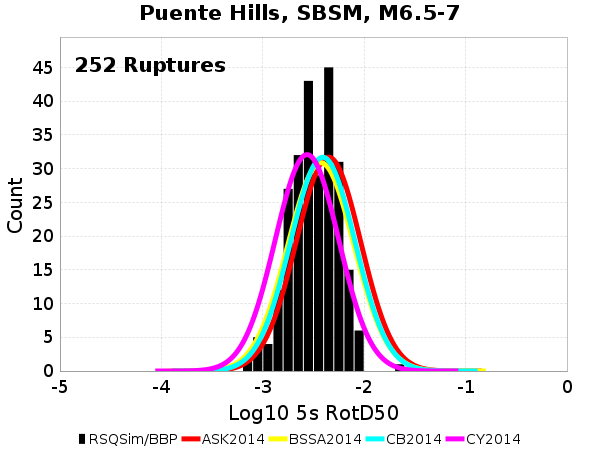 Puente Hills, SBSM, M6.5-7
252 Ruptures
Count
45
40
35
30
25
20
15
10
5
0
-5 -4 -3 -2 -1 0
Log10 5s RotD50
RSQSim/BBP ASK2014 BSSA2014 CB2014 CY2014